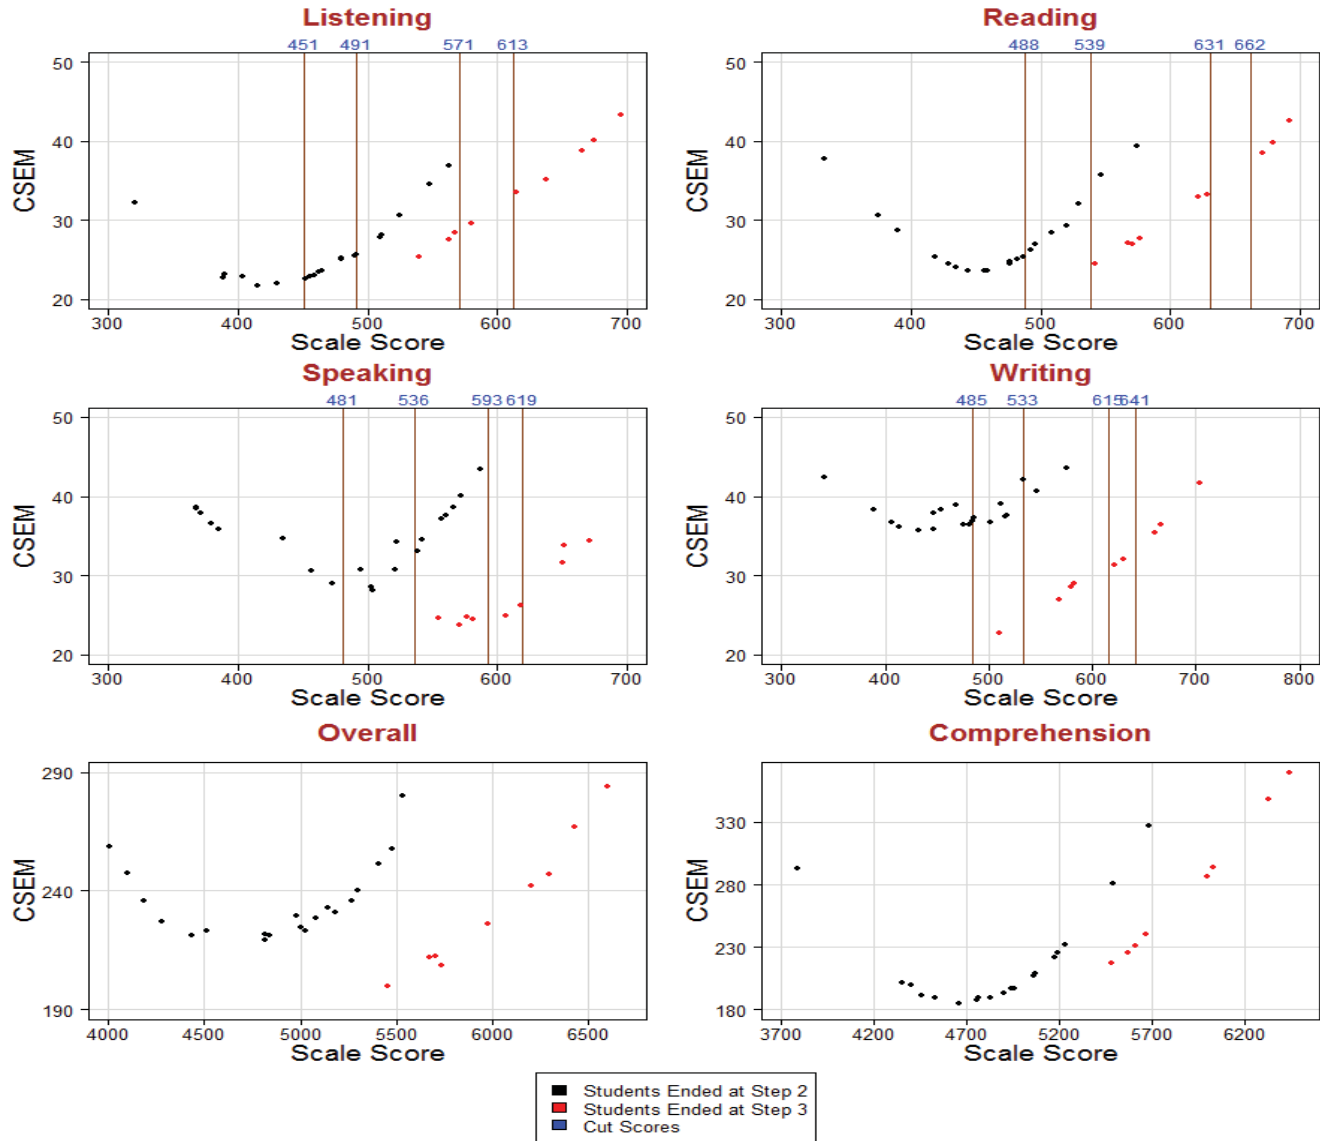 Listening
451 491 571 613
50
40
30
20
CSEM
300 400 500 600 700
Scale Score
Reading
488 539 631 662
50
40
30
20
CSEM
300 400 500 600 700
Scale Score
Speaking
481 536 593 619
50
40
30
20
CSEM
300 400 500 600 700
Scale Score
Writing
485 533 615 641
50
40
30
20
CSEM
300 400 500 600 700 800
Scale Score
Overall
290
240
190
CSEM
4000 4500 5000 5500 6000 6500
Scale Score
Comprehension
330
280
230
180
CSEM
3700 4200 4700 5200 5700 6200
Scale Score
Students Ended at Step 2
Students Ended at Step 3
Cut Scores